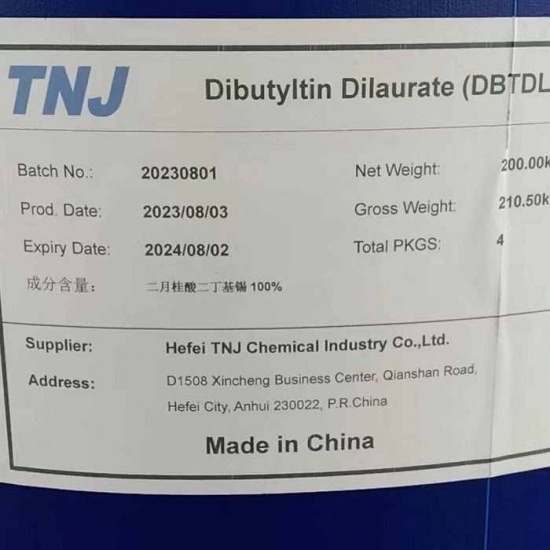 TNJ Dibutyltin Dilaurate (DBTDL
Batch No.: 20230801 Net Weight: 200.00k
Prod. Date: 2023/08/03 Gross Weight: 210.50k
Expiry Date: 2024/08/02 Total PKGS: 4
成分含量: 二月桂酸二丁基锡 100%
Supplier: Hefei TNJ Chemical Industry Co.,Ltd.
Address: D1508 Xincheng Business Center, Qianshan Road,
Hefei City, Anhui 230022, P.R.China
Made in China